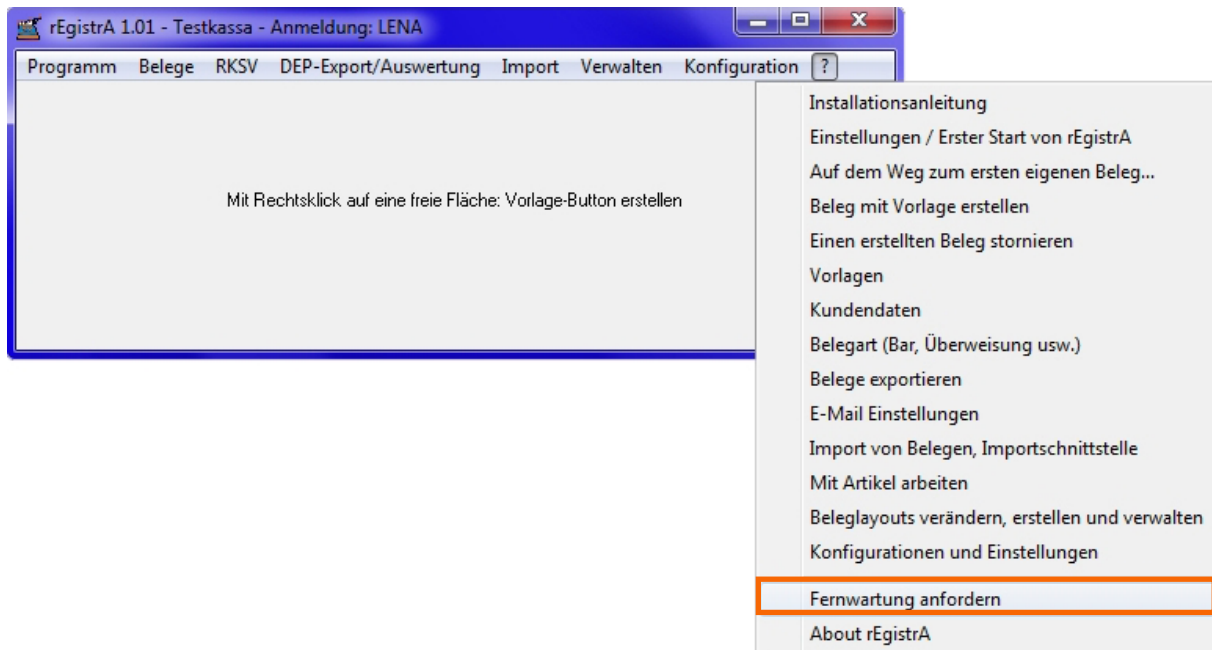 rEgistrA 1.01 - Testkassa - Anmeldung: LENA
Programm Belege RKSV DEP-Export/Auswertung Import Verwalten Konfiguration ?
Mit Rechtsklick auf eine freie Fläche: Vorlage-Button erstellen
Installationsanleitung
Einstellungen / Erster Start von rEgistrA
Auf dem Weg zum ersten eigenen Beleg...
Beleg mit Vorlage erstellen
Einen erstellten Beleg stornieren
Vorlagen
Kundendaten
Belegart (Bar, Überweisung usw.)
Belege exportieren
E-Mail Einstellungen
Import von Belegen, Importschnittstelle
Mit Artikel arbeiten
Beleglayouts verändern, erstellen und verwalten
Konfigurationen und Einstellungen
Fernwartung anfordern
About rEgistrA